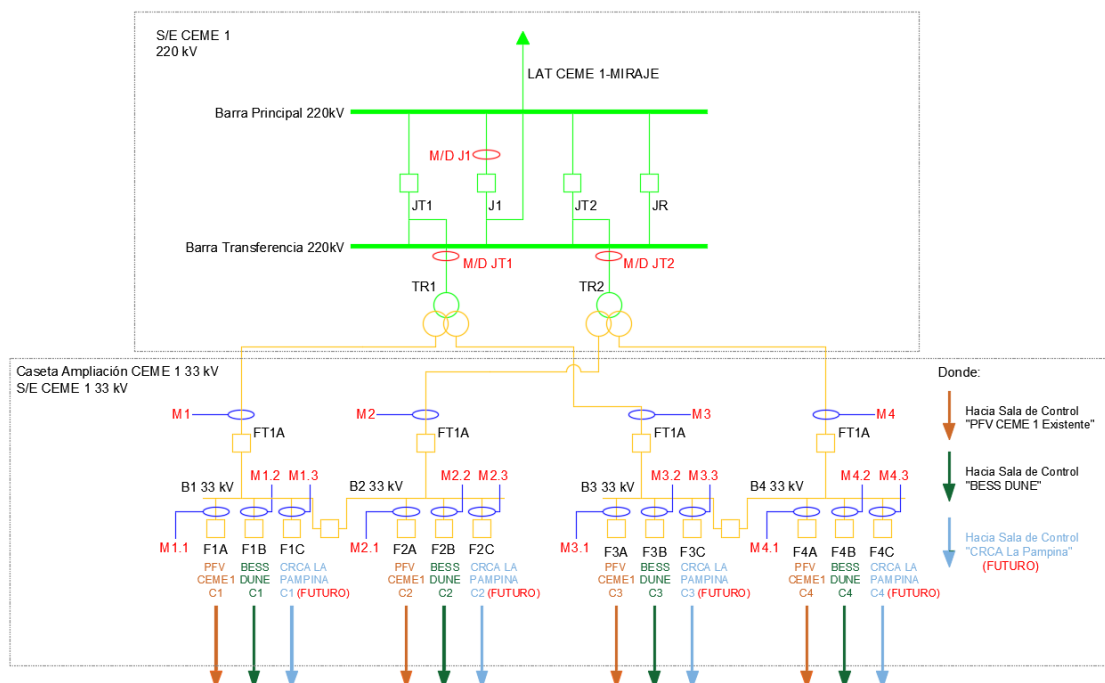 S/E CEME 1
220 kV
LAT CEME 1-MIRAJE
Barra Principal 220kV
M/D J1
JT1
J1
JT2
JR
Barra Transferencia 220kV
M/D JT1
M/D JT2
TR1
TR2
Caseta Ampliación CEME 1 33 kV
S/E CEME 1 33 kV
Donde:
M1
M2
M3
M4
Hacia Sala de Control
"PFV CEME 1 Existente"
FT1A
FT1A
FT1A
FT1A
Hacia Sala de Control
"BESS DUNE"
M1.2
M1.3
M2.2
M2.3
M3.2
M3.3
M4.2
M4.3
B1 33 kV
B2 33 kV
B3 33 kV
B4 33 kV
Hacia Sala de Control
"CRCA La Pampina"
(FUTURO)
M1.1
M2.1
M3.1
M4.1
F1A
F1B
F1C
F2A
F2B
F2C
F3A
F3B
F3C
F4A
F4B
F4C
PFV
CEME1
C1
BESS
DUNE
C1
CRCA LA
PAMPINA
C1 (FUTURO)
PFV
CEME1
C2
BESS
DUNE
C2
CRCA LA
PAMPINA
C2 (FUTURO)
PFV
CEME1
C3
BESS
DUNE
C3
CRCA LA
PAMPINA
C3 (FUTURO)
PFV
CEME1
C4
BESS
DUNE
C4
CRCA LA
PAMPINA
C4 (FUTURO)